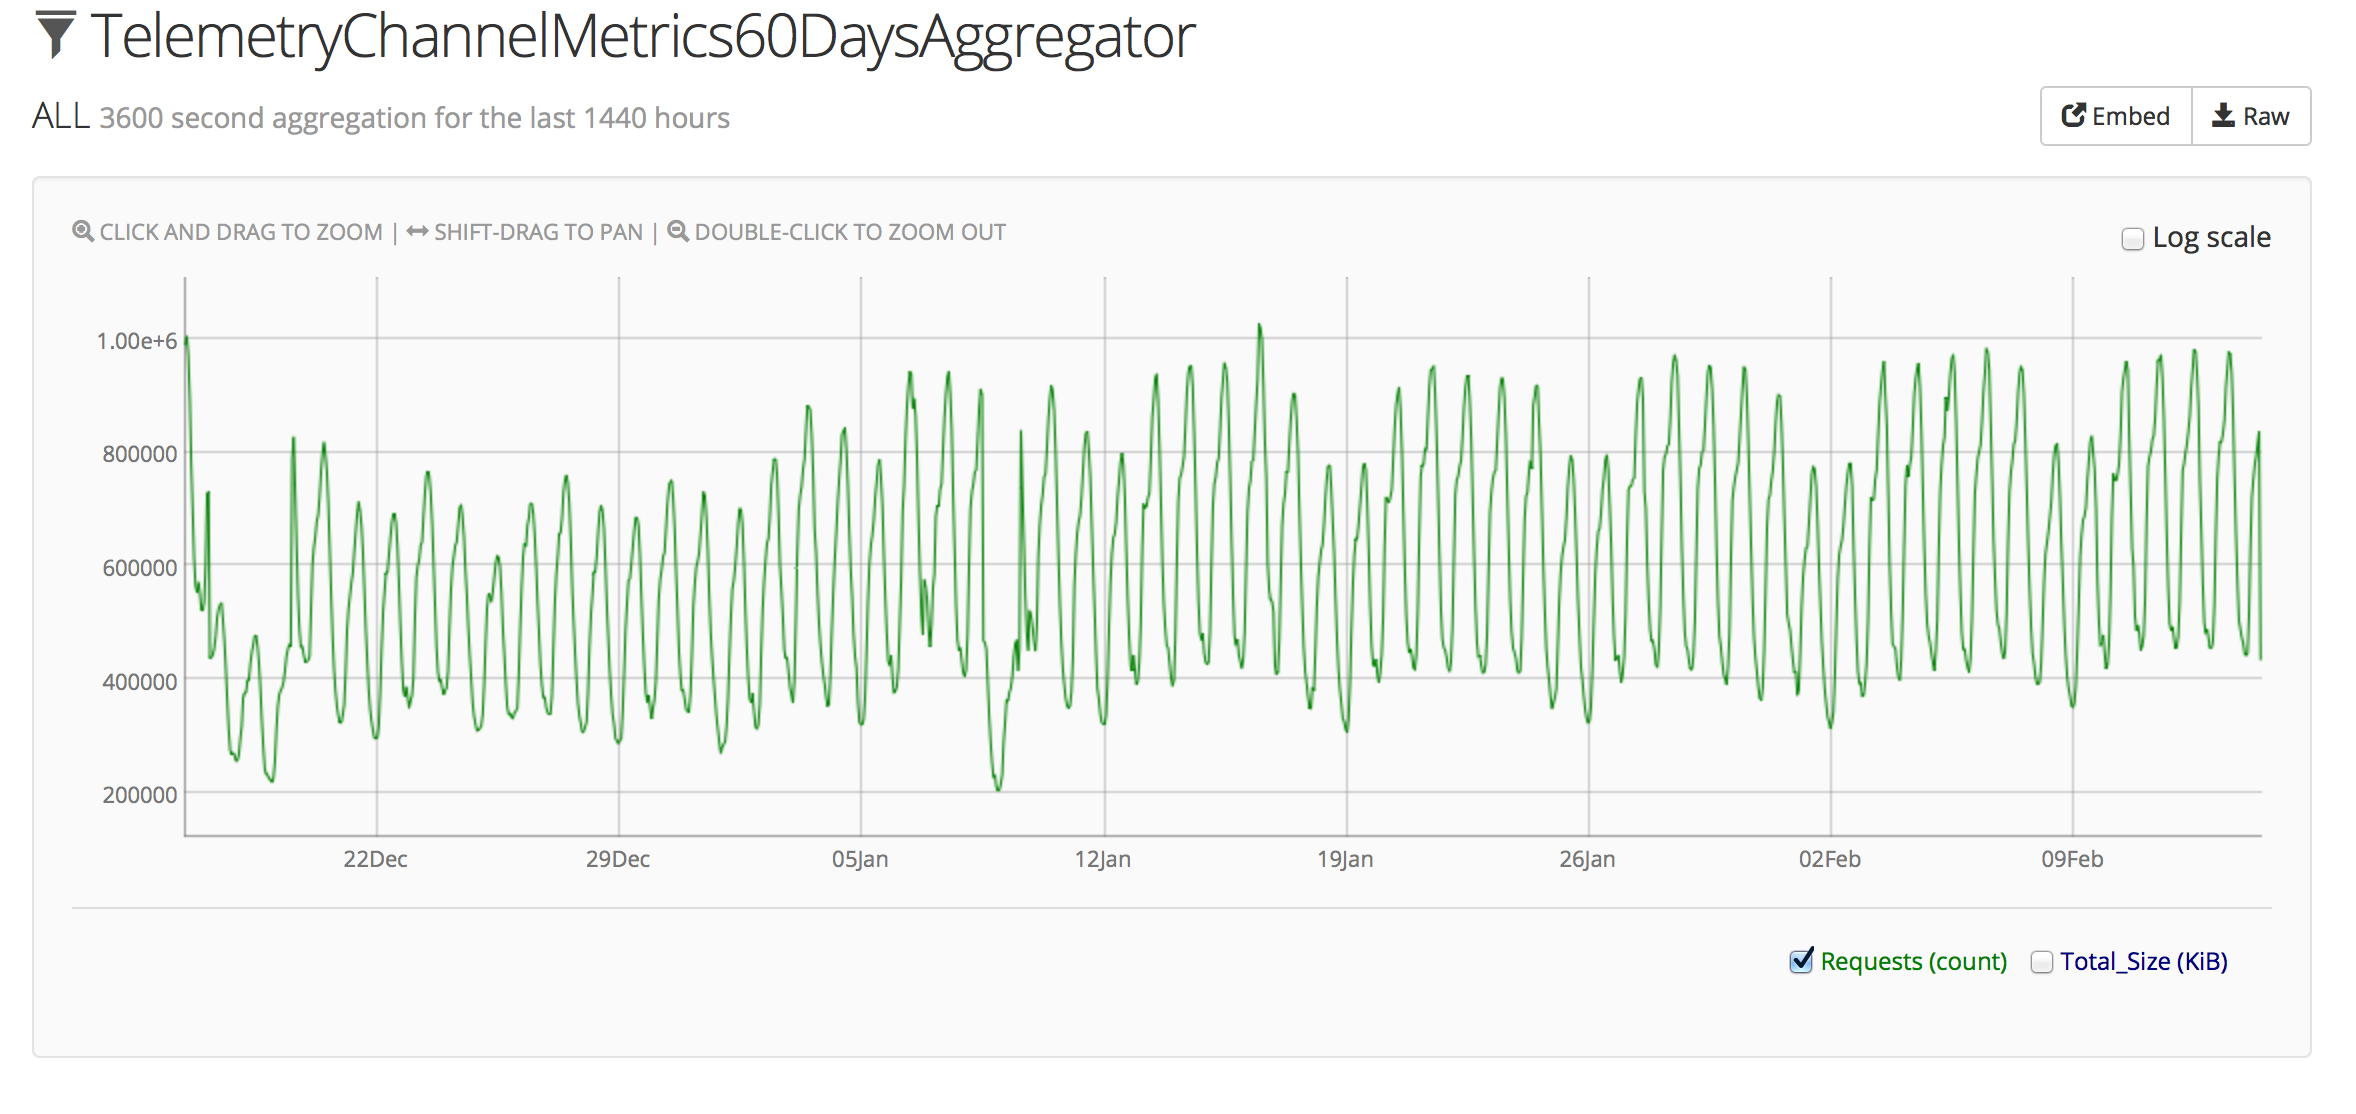 TelemetryChannelMetrics60DaysAggregator
ALL 3600 second aggregation for the last 1440 hours
Embed Raw
CLICK AND DRAG TO ZOOM | SHIFT-DRAG TO PAN | DOUBLE-CLICK TO ZOOM OUT
Log scale
1.00e+6
800000
600000
400000
200000
22Dec 29Dec 05Jan 12Jan 19Jan 26Jan 02Feb 09Feb
Requests (count) Total_Size (KiB)